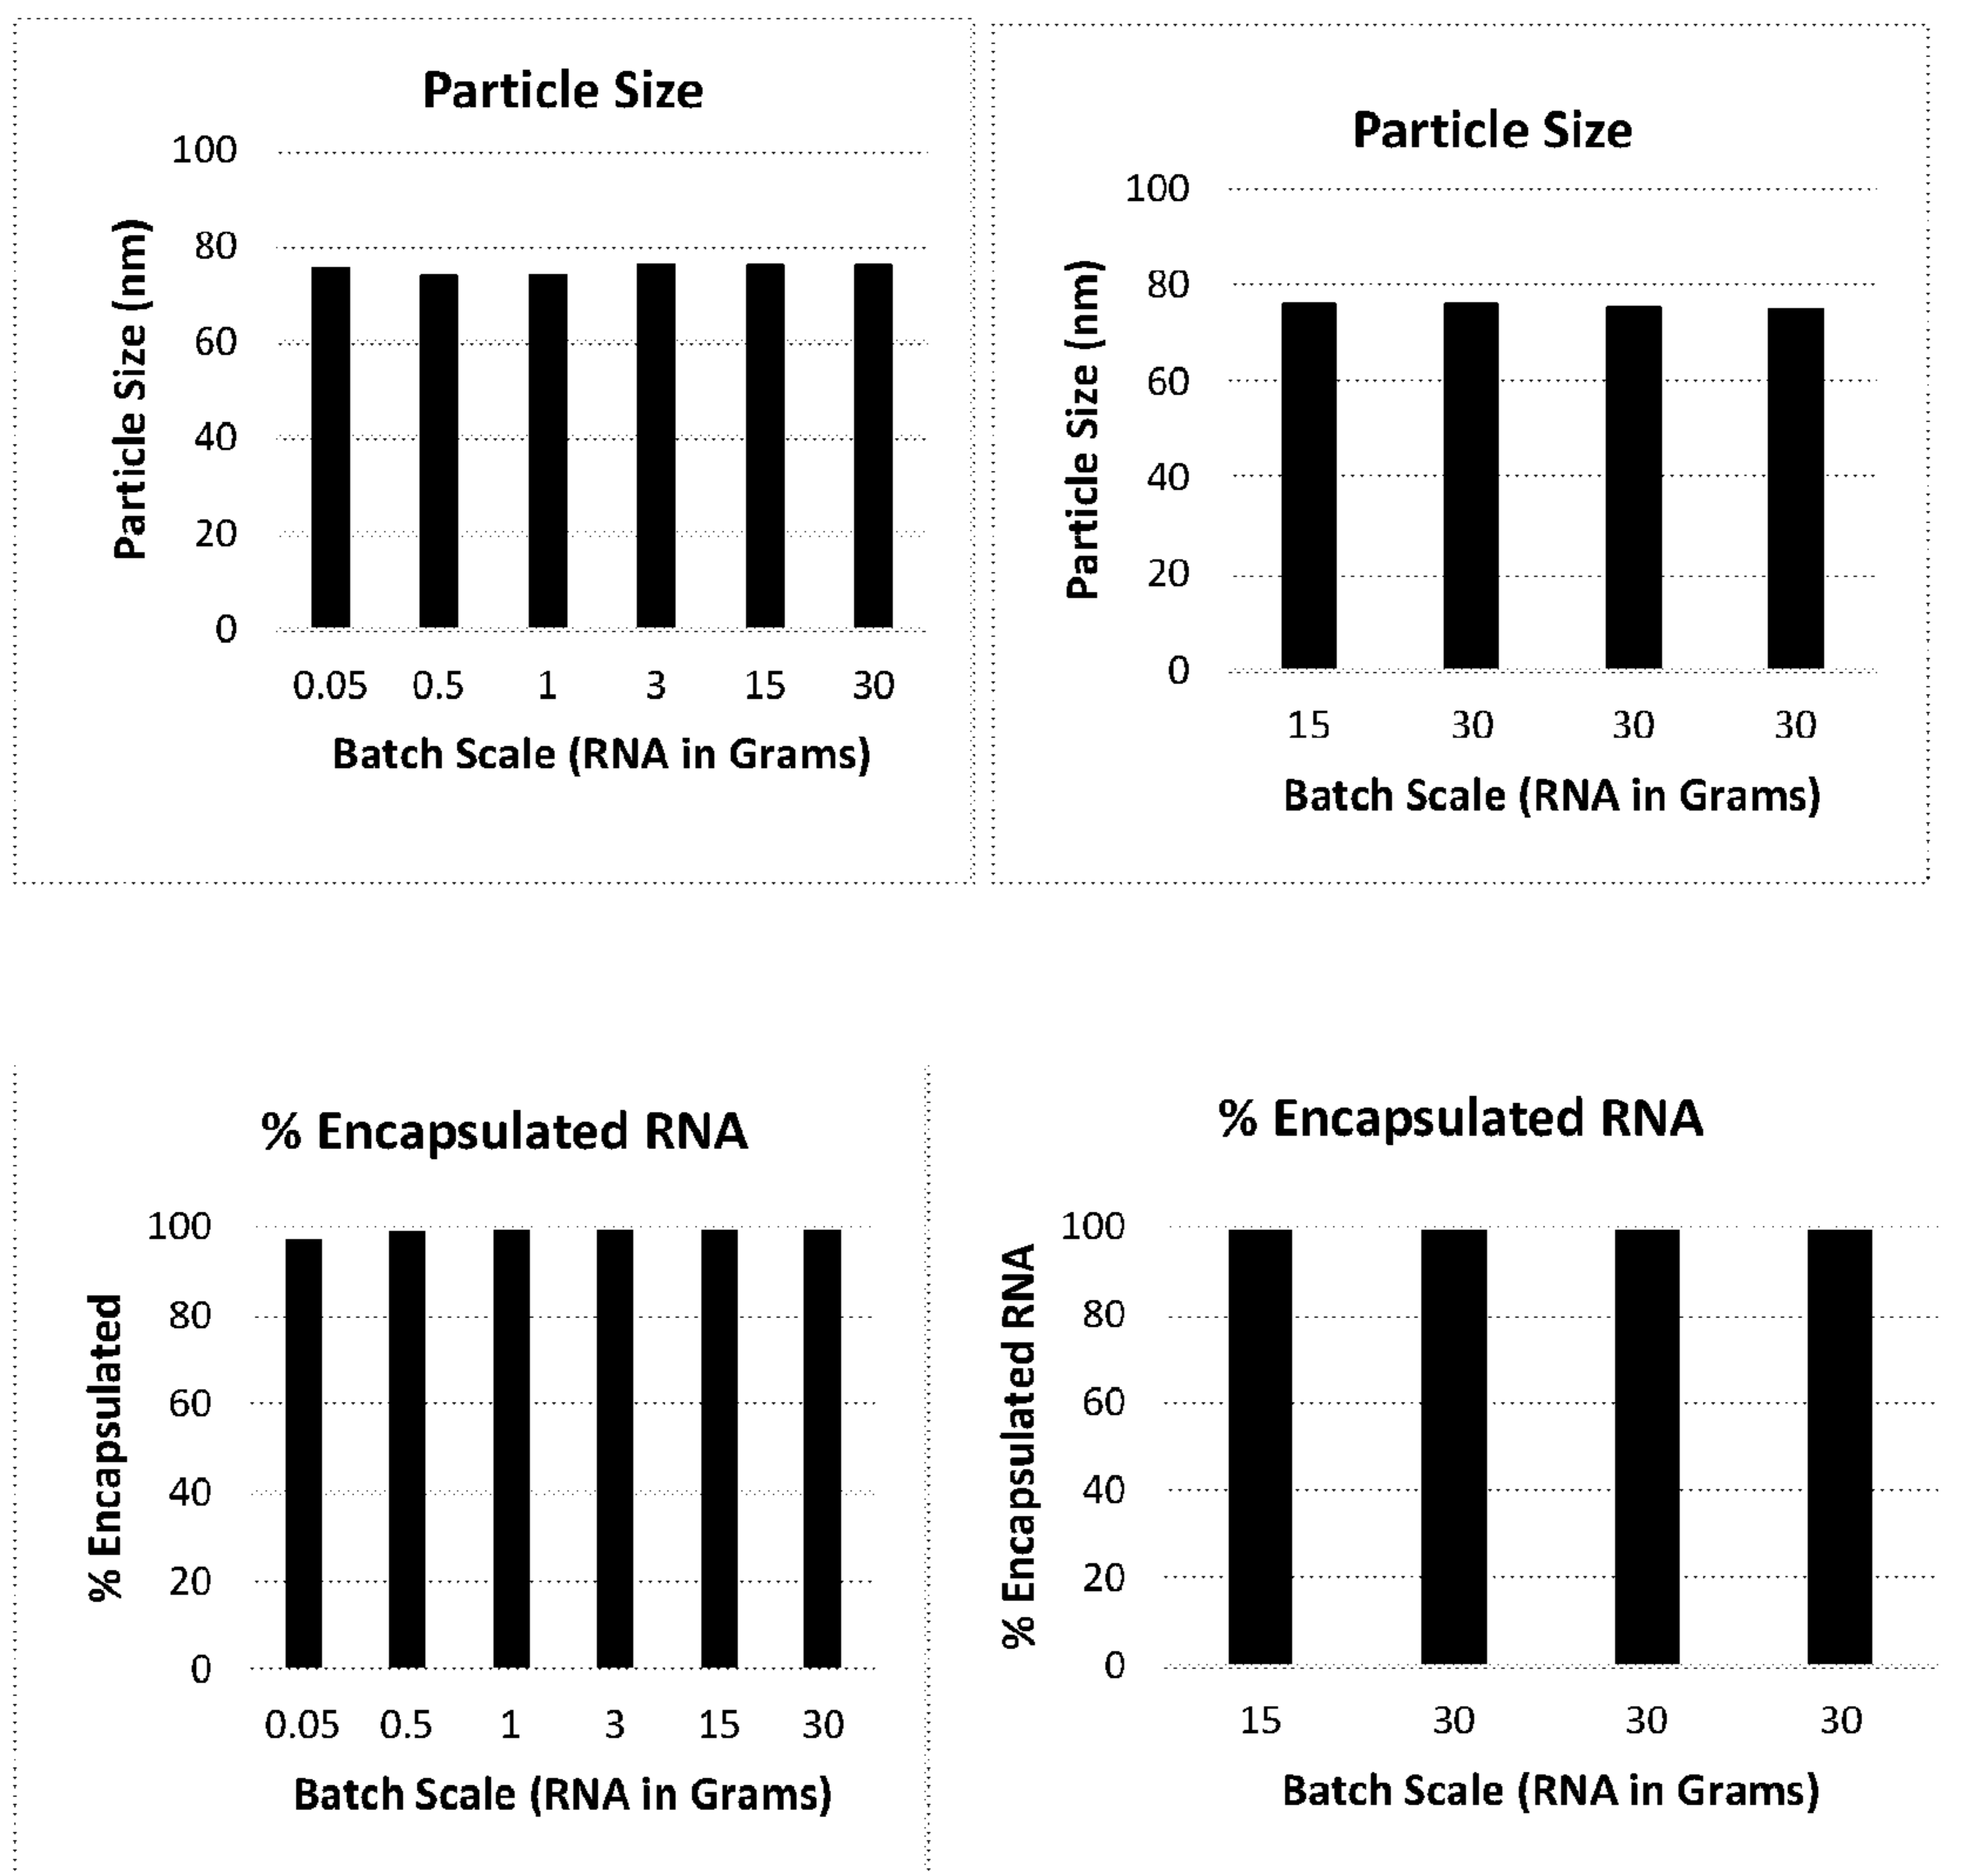 Particle Size
100
80
60
40
20
0
Particle Size (nm)
0.05 0.5 1 3 15 30
Batch Scale (RNA in Grams)
Particle Size
100
80
60
40
20
0
Particle Size (nm)
15 30 30 30
Batch Scale (RNA in Grams)
% Encapsulated RNA
100
80
60
40
20
0
% Encapsulated
0.05 0.5 1 3 15 30
Batch Scale (RNA in Grams)
% Encapsulated RNA
100
80
60
40
20
0
% Encapsulated RNA
15 30 30 30
Batch Scale (RNA in Grams)